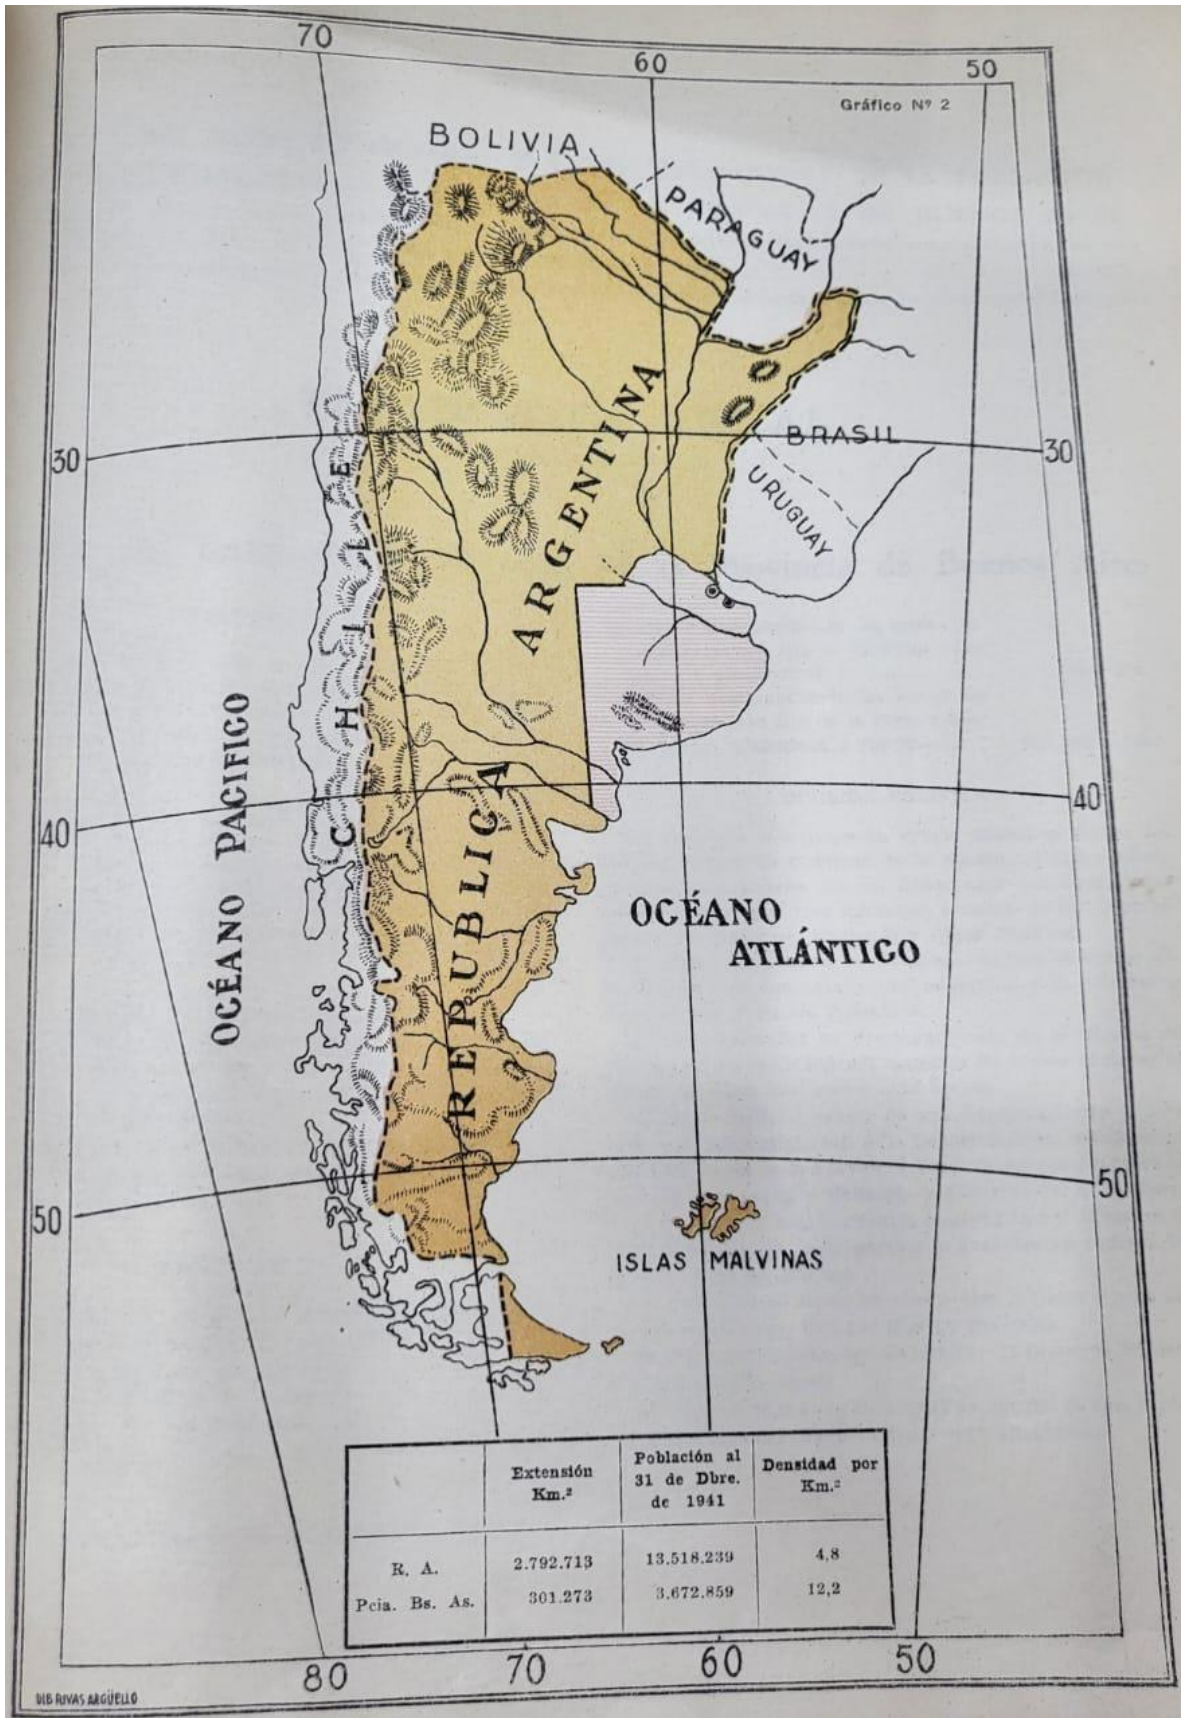 70
60
50
Gráfico Nº 2
BOLIVIA
PARAGUAY
BRASIL
URUGUAY
30
30
CHILE
REPUBLICA ARGENTINA
OCÉANO PACIFICO
40
40
OCÉANO
ATLÁNTICO
50
50
ISLAS MALVINAS
Extensión
Km.²
Población al
31 de Dbre.
de 1941
Densidad por
Km.²
R. A. 2.792.713 13.518.239 4,8
Pcia. Bs. As. 301.273 3.672.859 12,2
80
70
60
50
DIB RIVAS ARGÜELLO